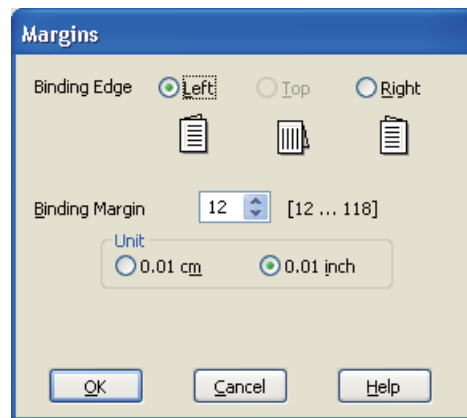 Margins
Binding Edge Left Top Right
Binding Margin 12 [12 ... 118]
Unit
0.01 cm 0.01 inch
OK Cancel Help